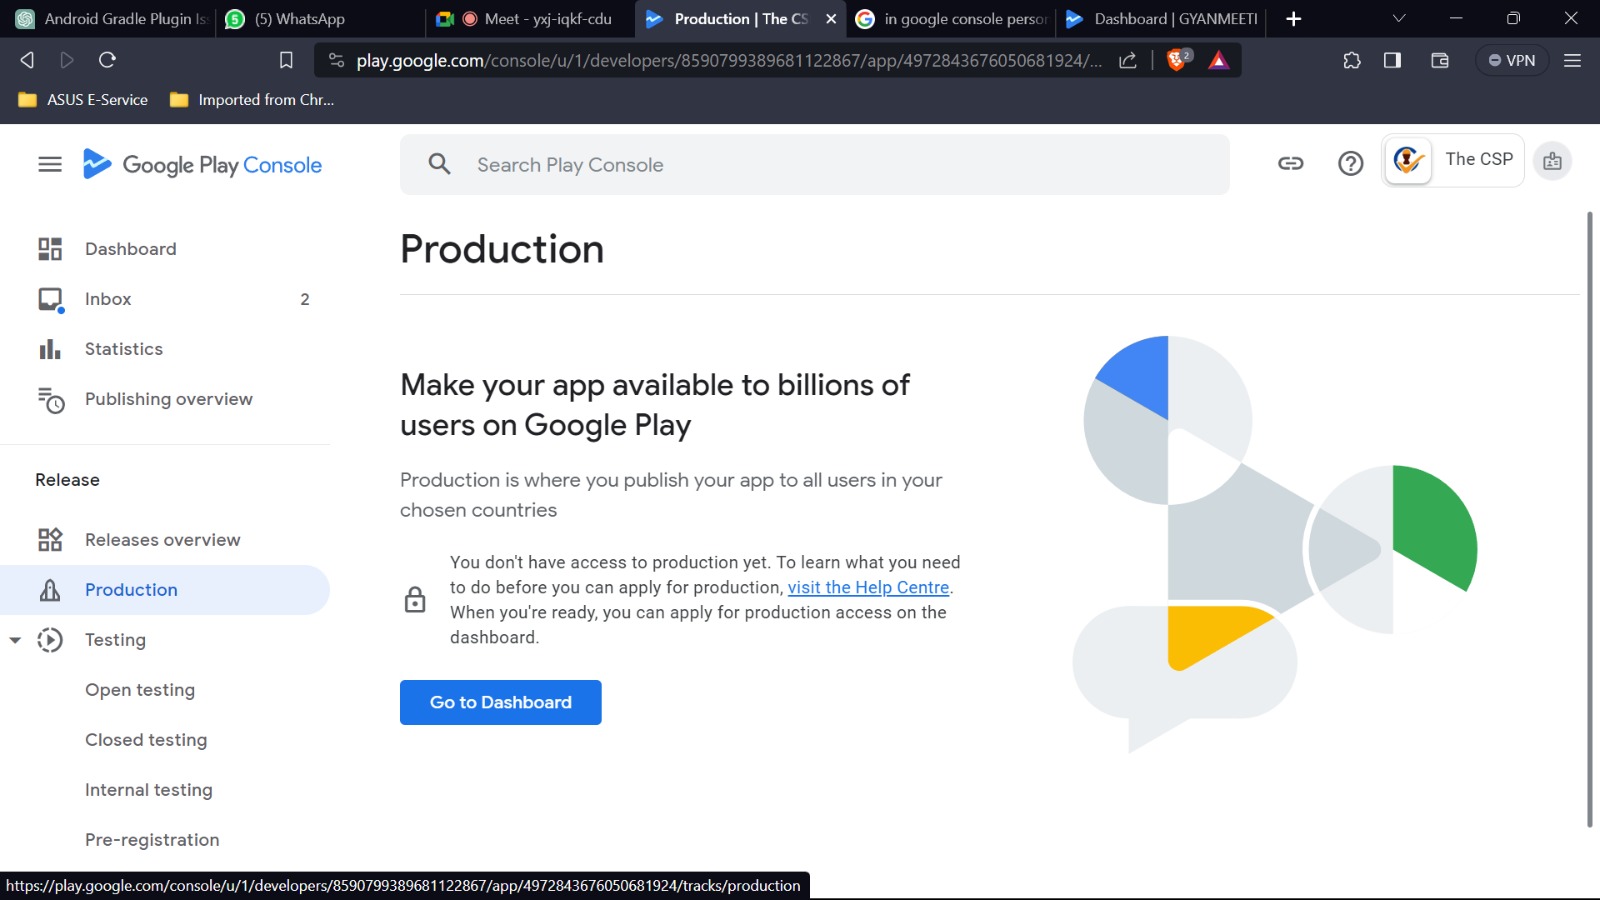 Android Gradle Plugin Is
(5) WhatsApp
Meet - yxj-iqkf-cdu
Production | The CS
in google console person
Dashboard | GYANMEETI
play.google.com/console/u/1/developers/8590799389681122867/app/4972843676050681924/...
2
VPN
ASUS E-Service
Imported from Chr...
Google Play Console
Search Play Console
The CSP
Dashboard
Inbox
2
Statistics
Publishing overview
Release
Releases overview
Production
Testing
Open testing
Closed testing
Internal testing
Pre-registration
Production
Make your app available to billions of
users on Google Play
Production is where you publish your app to all users in your
chosen countries
You don't have access to production yet. To learn what you need
to do before you can apply for production, visit the Help Centre.
When you're ready, you can apply for production access on the
dashboard.
Go to Dashboard
https://play.google.com/console/u/1/developers/8590799389681122867/app/4972843676050681924/tracks/production